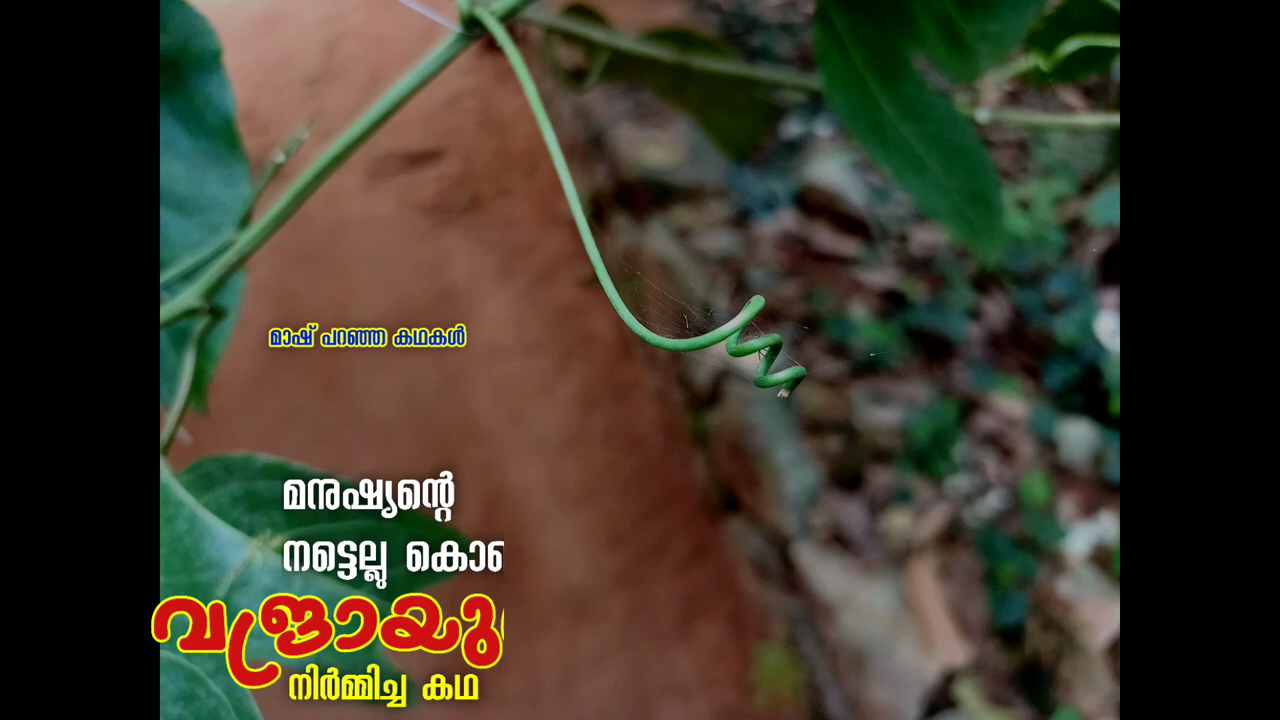 മാഷ് പറഞ്ഞ കഥകൾ
മനുഷ്യന്റെ
നട്ടെല്ലു
നിർമ്മിച്ച കഥ